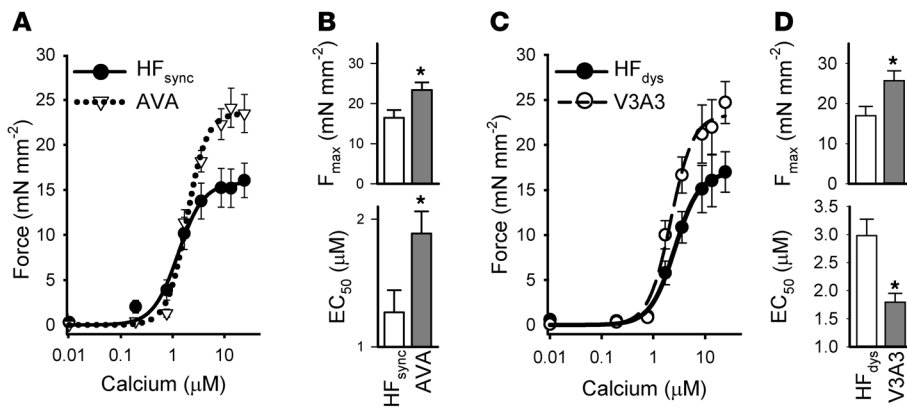 A
30
25
20
15
10
5
0
Force (mN mm-2)
HFsync
AVA
0.01
0.1
1
10
Calcium (μM)
B
30
20
10
0
Fmax (mN mm-2)
*
2
1
EC50 (μM)
*
HFsync
AVA
C
30
25
20
15
10
5
0
Force (mN mm-2)
HFdys
V3A3
0.01
0.1
1
10
Calcium (μM)
D
30
20
10
0
Fmax (mN mm-2)
*
3.5
3.0
2.5
2.0
1.5
1.0
EC50 (μM)
*
HFdys
V3A3